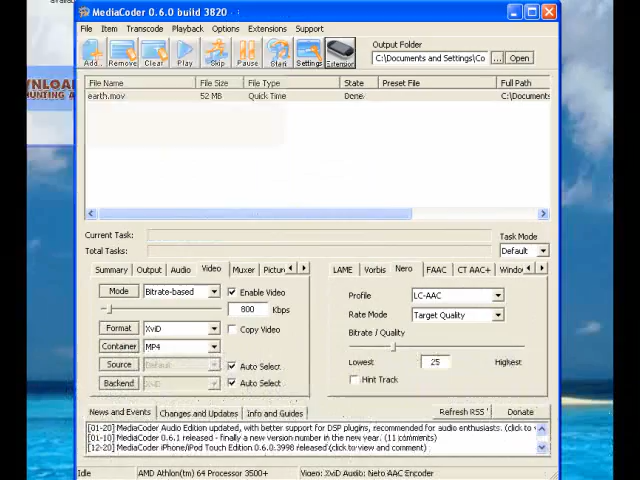 MediaCoder 0.6.0 build 3820
File Item Transcode Playback Options Extensions Support
Add.. Remove Clear Play Skip Pause Start Settings Extension
Output Folder
C:\Documents and Settings\Co ... Open
File Name File Size File Type State Preset File Full Path
earth.mov 52 MB Quick Time Done C:\Documents
NLOA
HUNTING A
Current Task:
Total Tasks:
Task Mode
Default
Summary Output Audio Video Muxer Pictur
Mode Bitrate-based Enable Video
800 Kbps
Format XviD Copy Video
Container MP4
Source Default Auto Select
Backend Auto Select
LAME Vorbis Nero FAAC CT AAC+ Windo
Profile LC-AAC
Rate Mode Target Quality
Bitrate / Quality
Lowest 25 Highest
Hint Track
News and Events Changes and Updates Info and Guides Refresh RSS Donate
[01-20] MediaCoder Audio Edition updated, with better support for DSP plugins, recommended for audio enthusiasts. (click to v
[01-10] MediaCoder 0.6.1 released - finally a new version number in the new year. (11 comments)
[12-20] MediaCoder iPhone/iPod Touch Edition 0.6.0.3998 released (click to view and comment)
Idle AMD Athlon(tm) 64 Processor 3500+ Video: XviD Audio: Nero AAC Encoder